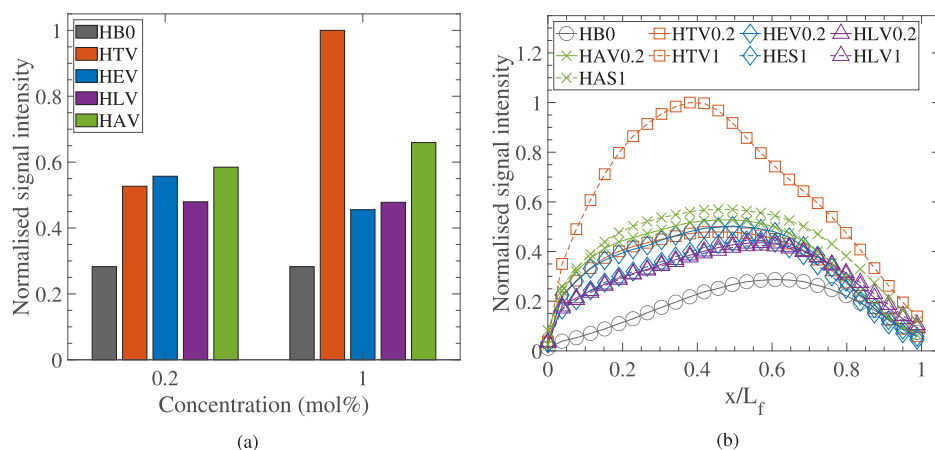 Normalised signal intensity
1
0.8
0.6
0.4
0.2
0
HB0
HTV
HEV
HLV
HAV
0.2 1
Concentration (mol%)
(a)
Normalised signal intensity
1.2
1
0.8
0.6
0.4
0.2
0
HB0 HTV0.2 HEV0.2 HLV0.2
HAV0.2 HTV1 HES1 HLV1
HAS1
0 0.2 0.4 0.6 0.8 1
x/L_f
(b)